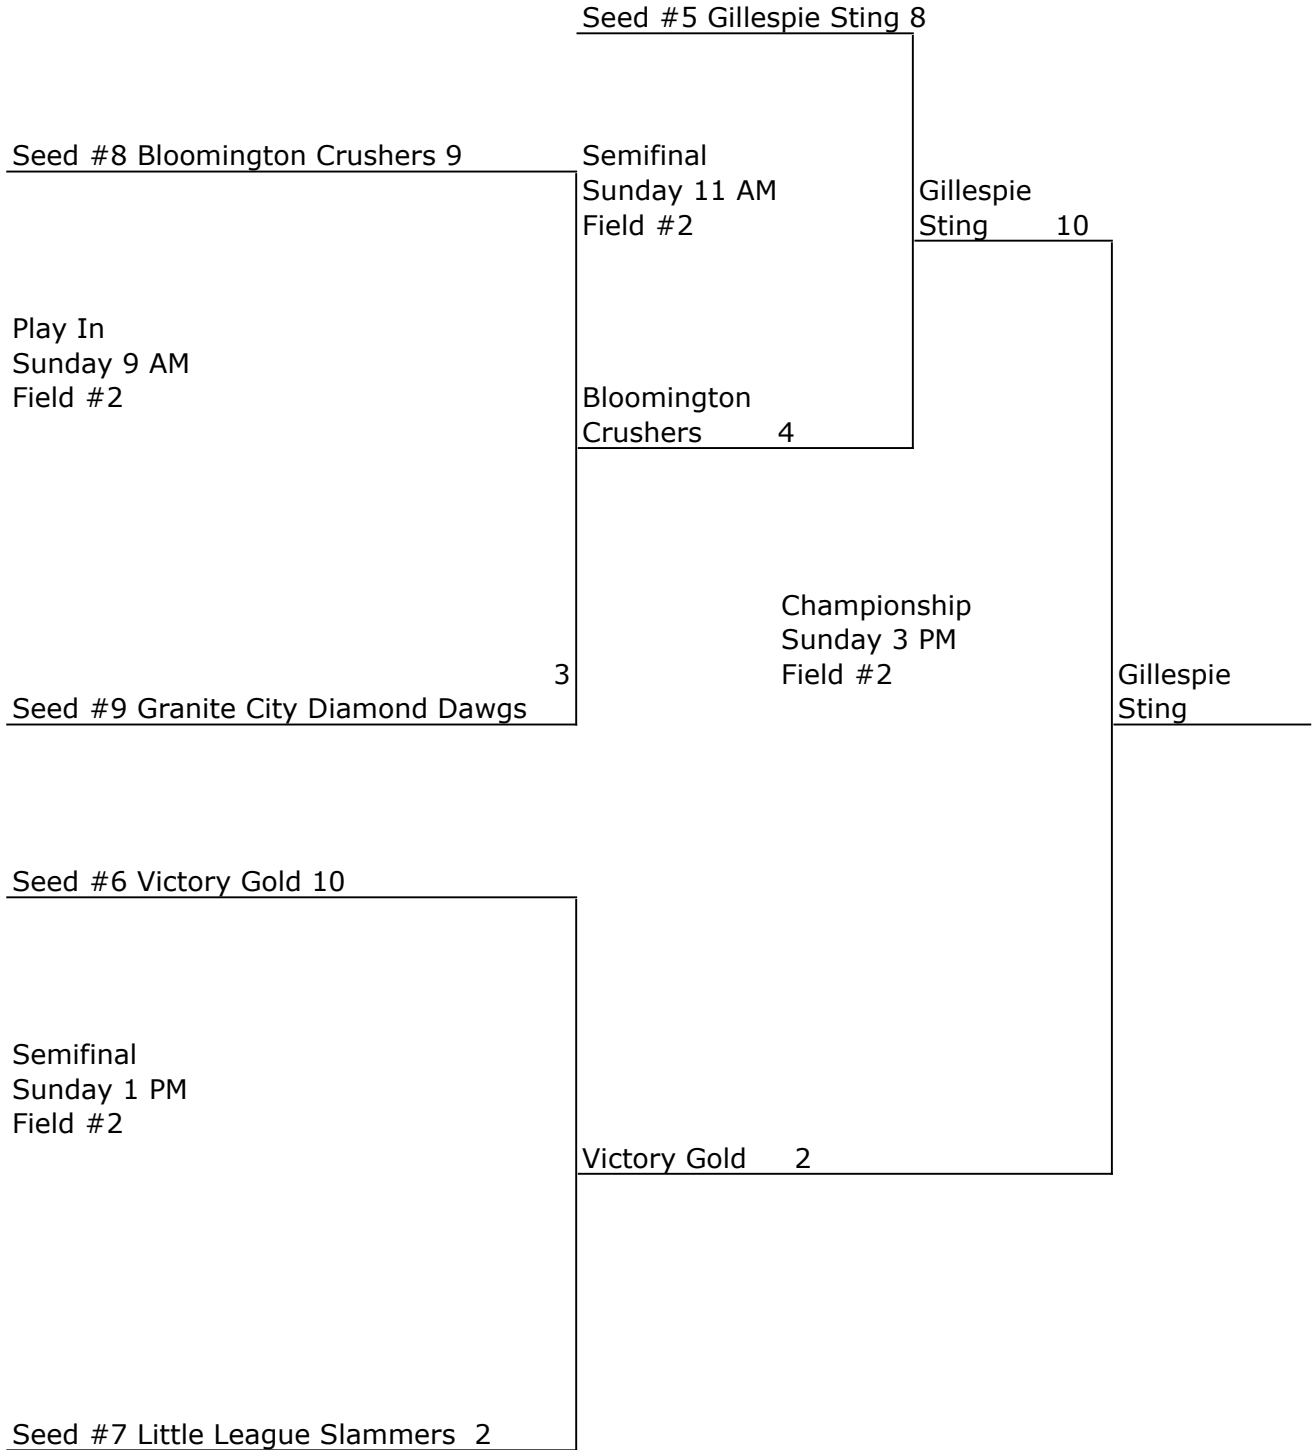 Seed #5 Gillespie Sting 8
Seed #8 Bloomington Crushers 9
Semifinal
Sunday 11 AM
Field #2
Gillespie
Sting 10
Play In
Sunday 9 AM
Field #2
Bloomington
Crushers 4
Championship
Sunday 3 PM
Field #2
3
Seed #9 Granite City Diamond Dawgs
Gillespie
Sting
Seed #6 Victory Gold 10
Semifinal
Sunday 1 PM
Field #2
Victory Gold 2
Seed #7 Little League Slammers 2